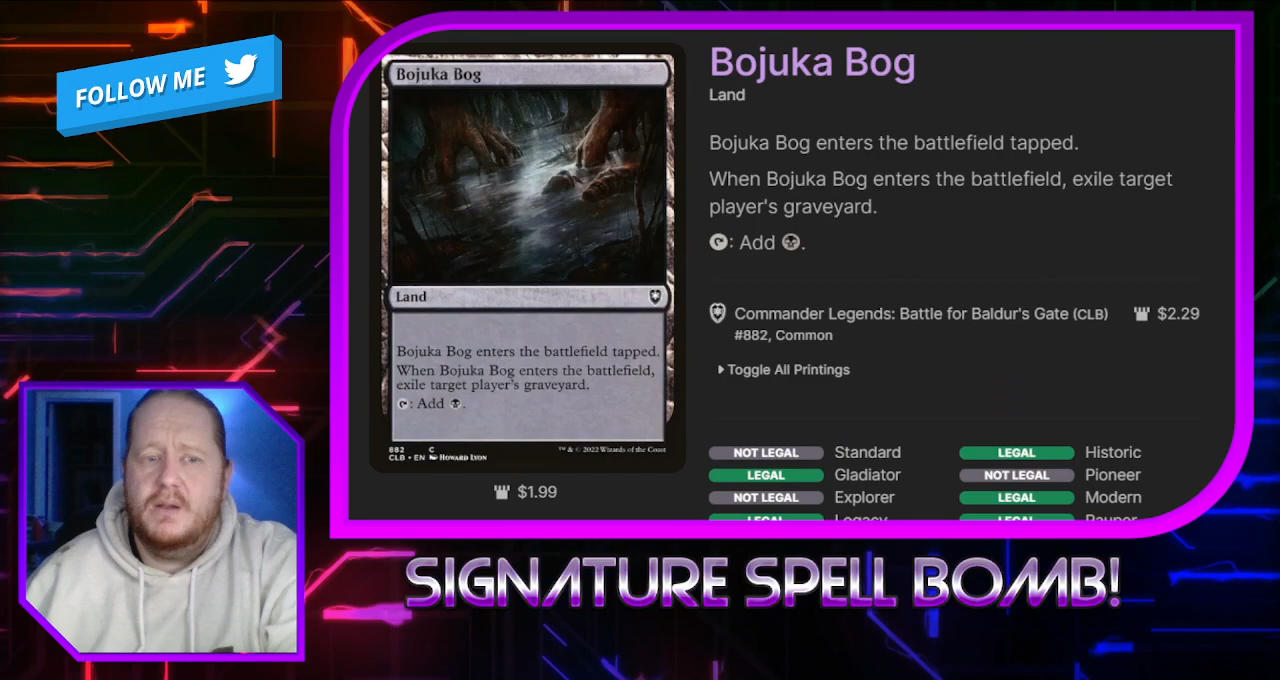 FOLLOW ME
Bojuka Bog
Land
Bojuka Bog enters the battlefield tapped.
When Bojuka Bog enters the battlefield,
exile target player's graveyard.
: Add .
882 C
CLB • EN Howard Lyon
™ & © 2022 Wizards of the Coast
$1.99
Bojuka Bog
Land
Bojuka Bog enters the battlefield tapped.
When Bojuka Bog enters the battlefield, exile target
player's graveyard.
: Add .
Commander Legends: Battle for Baldur's Gate (CLB) $2.29
#882, Common
Toggle All Printings
NOT LEGAL Standard LEGAL Historic
LEGAL Gladiator NOT LEGAL Pioneer
NOT LEGAL Explorer LEGAL Modern
LEGAL Legacy LEGAL Pauper
SIGNATURE SPELL BOMB!